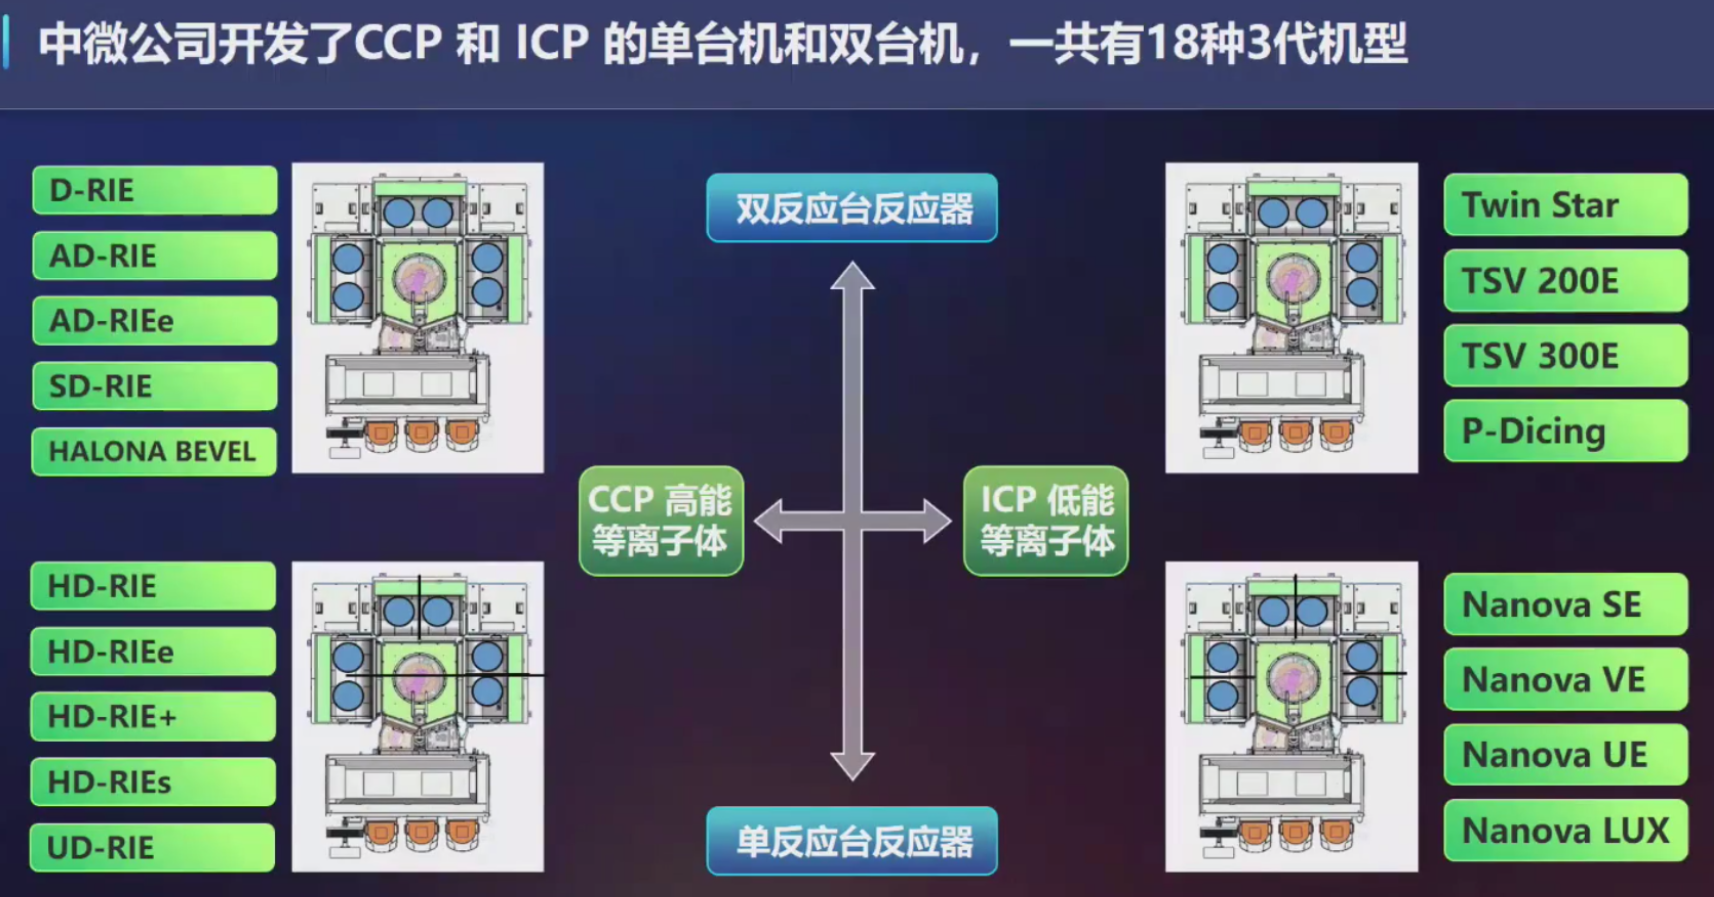 中微公司开发了CCP 和 ICP 的单台机和双台机，一共有18种3代机型
D-RIE
AD-RIE
AD-RIEe
SD-RIE
HALONA BEVEL
双反应台反应器
Twin Star
TSV 200E
TSV 300E
P-Dicing
CCP 高能
等离子体
ICP 低能
等离子体
HD-RIE
HD-RIEe
HD-RIE+
HD-RIEs
UD-RIE
单反应台反应器
Nanova SE
Nanova VE
Nanova UE
Nanova LUX